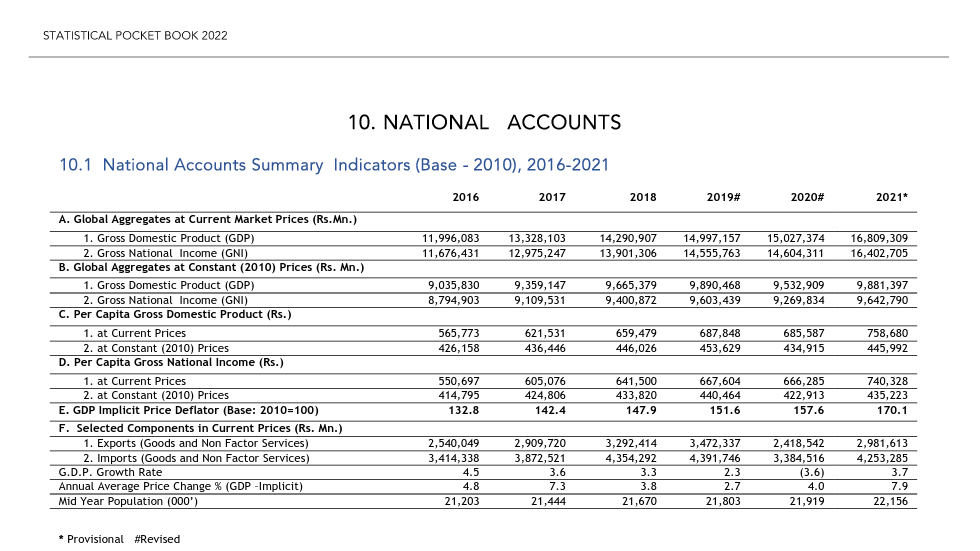 STATISTICAL POCKET BOOK 2022
10. NATIONAL ACCOUNTS
10.1 National Accounts Summary Indicators (Base - 2010), 2016-2021
2016 2017 2018 2019# 2020# 2021*
A. Global Aggregates at Current Market Prices (Rs.Mn.)
1. Gross Domestic Product (GDP) 11,996,083 13,328,103 14,290,907 14,997,157 15,027,374 16,809,309
2. Gross National Income (GNI) 11,676,431 12,975,247 13,901,306 14,555,763 14,604,311 16,402,705
B. Global Aggregates at Constant (2010) Prices (Rs. Mn.)
1. Gross Domestic Product (GDP) 9,035,830 9,359,147 9,665,379 9,890,468 9,532,909 9,881,397
2. Gross National Income (GNI) 8,794,903 9,109,531 9,400,872 9,603,439 9,269,834 9,642,790
C. Per Capita Gross Domestic Product (Rs.)
1. at Current Prices 565,773 621,531 659,479 687,848 685,587 758,680
2. at Constant (2010) Prices 426,158 436,446 446,026 453,629 434,915 445,992
D. Per Capita Gross National Income (Rs.)
1. at Current Prices 550,697 605,076 641,500 667,604 666,285 740,328
2. at Constant (2010) Prices 414,795 424,806 433,820 440,464 422,913 435,223
E. GDP Implicit Price Deflator (Base: 2010=100) 132.8 142.4 147.9 151.6 157.6 170.1
F. Selected Components in Current Prices (Rs. Mn.)
1. Exports (Goods and Non Factor Services) 2,540,049 2,909,720 3,292,414 3,472,337 2,418,542 2,981,613
2. Imports (Goods and Non Factor Services) 3,414,338 3,872,521 4,354,292 4,391,746 3,384,516 4,253,285
G.D.P. Growth Rate 4.5 3.6 3.3 2.3 (3.6) 3.7
Annual Average Price Change % (GDP –Implicit) 4.8 7.3 3.8 2.7 4.0 7.9
Mid Year Population (000’) 21,203 21,444 21,670 21,803 21,919 22,156
* Provisional #Revised